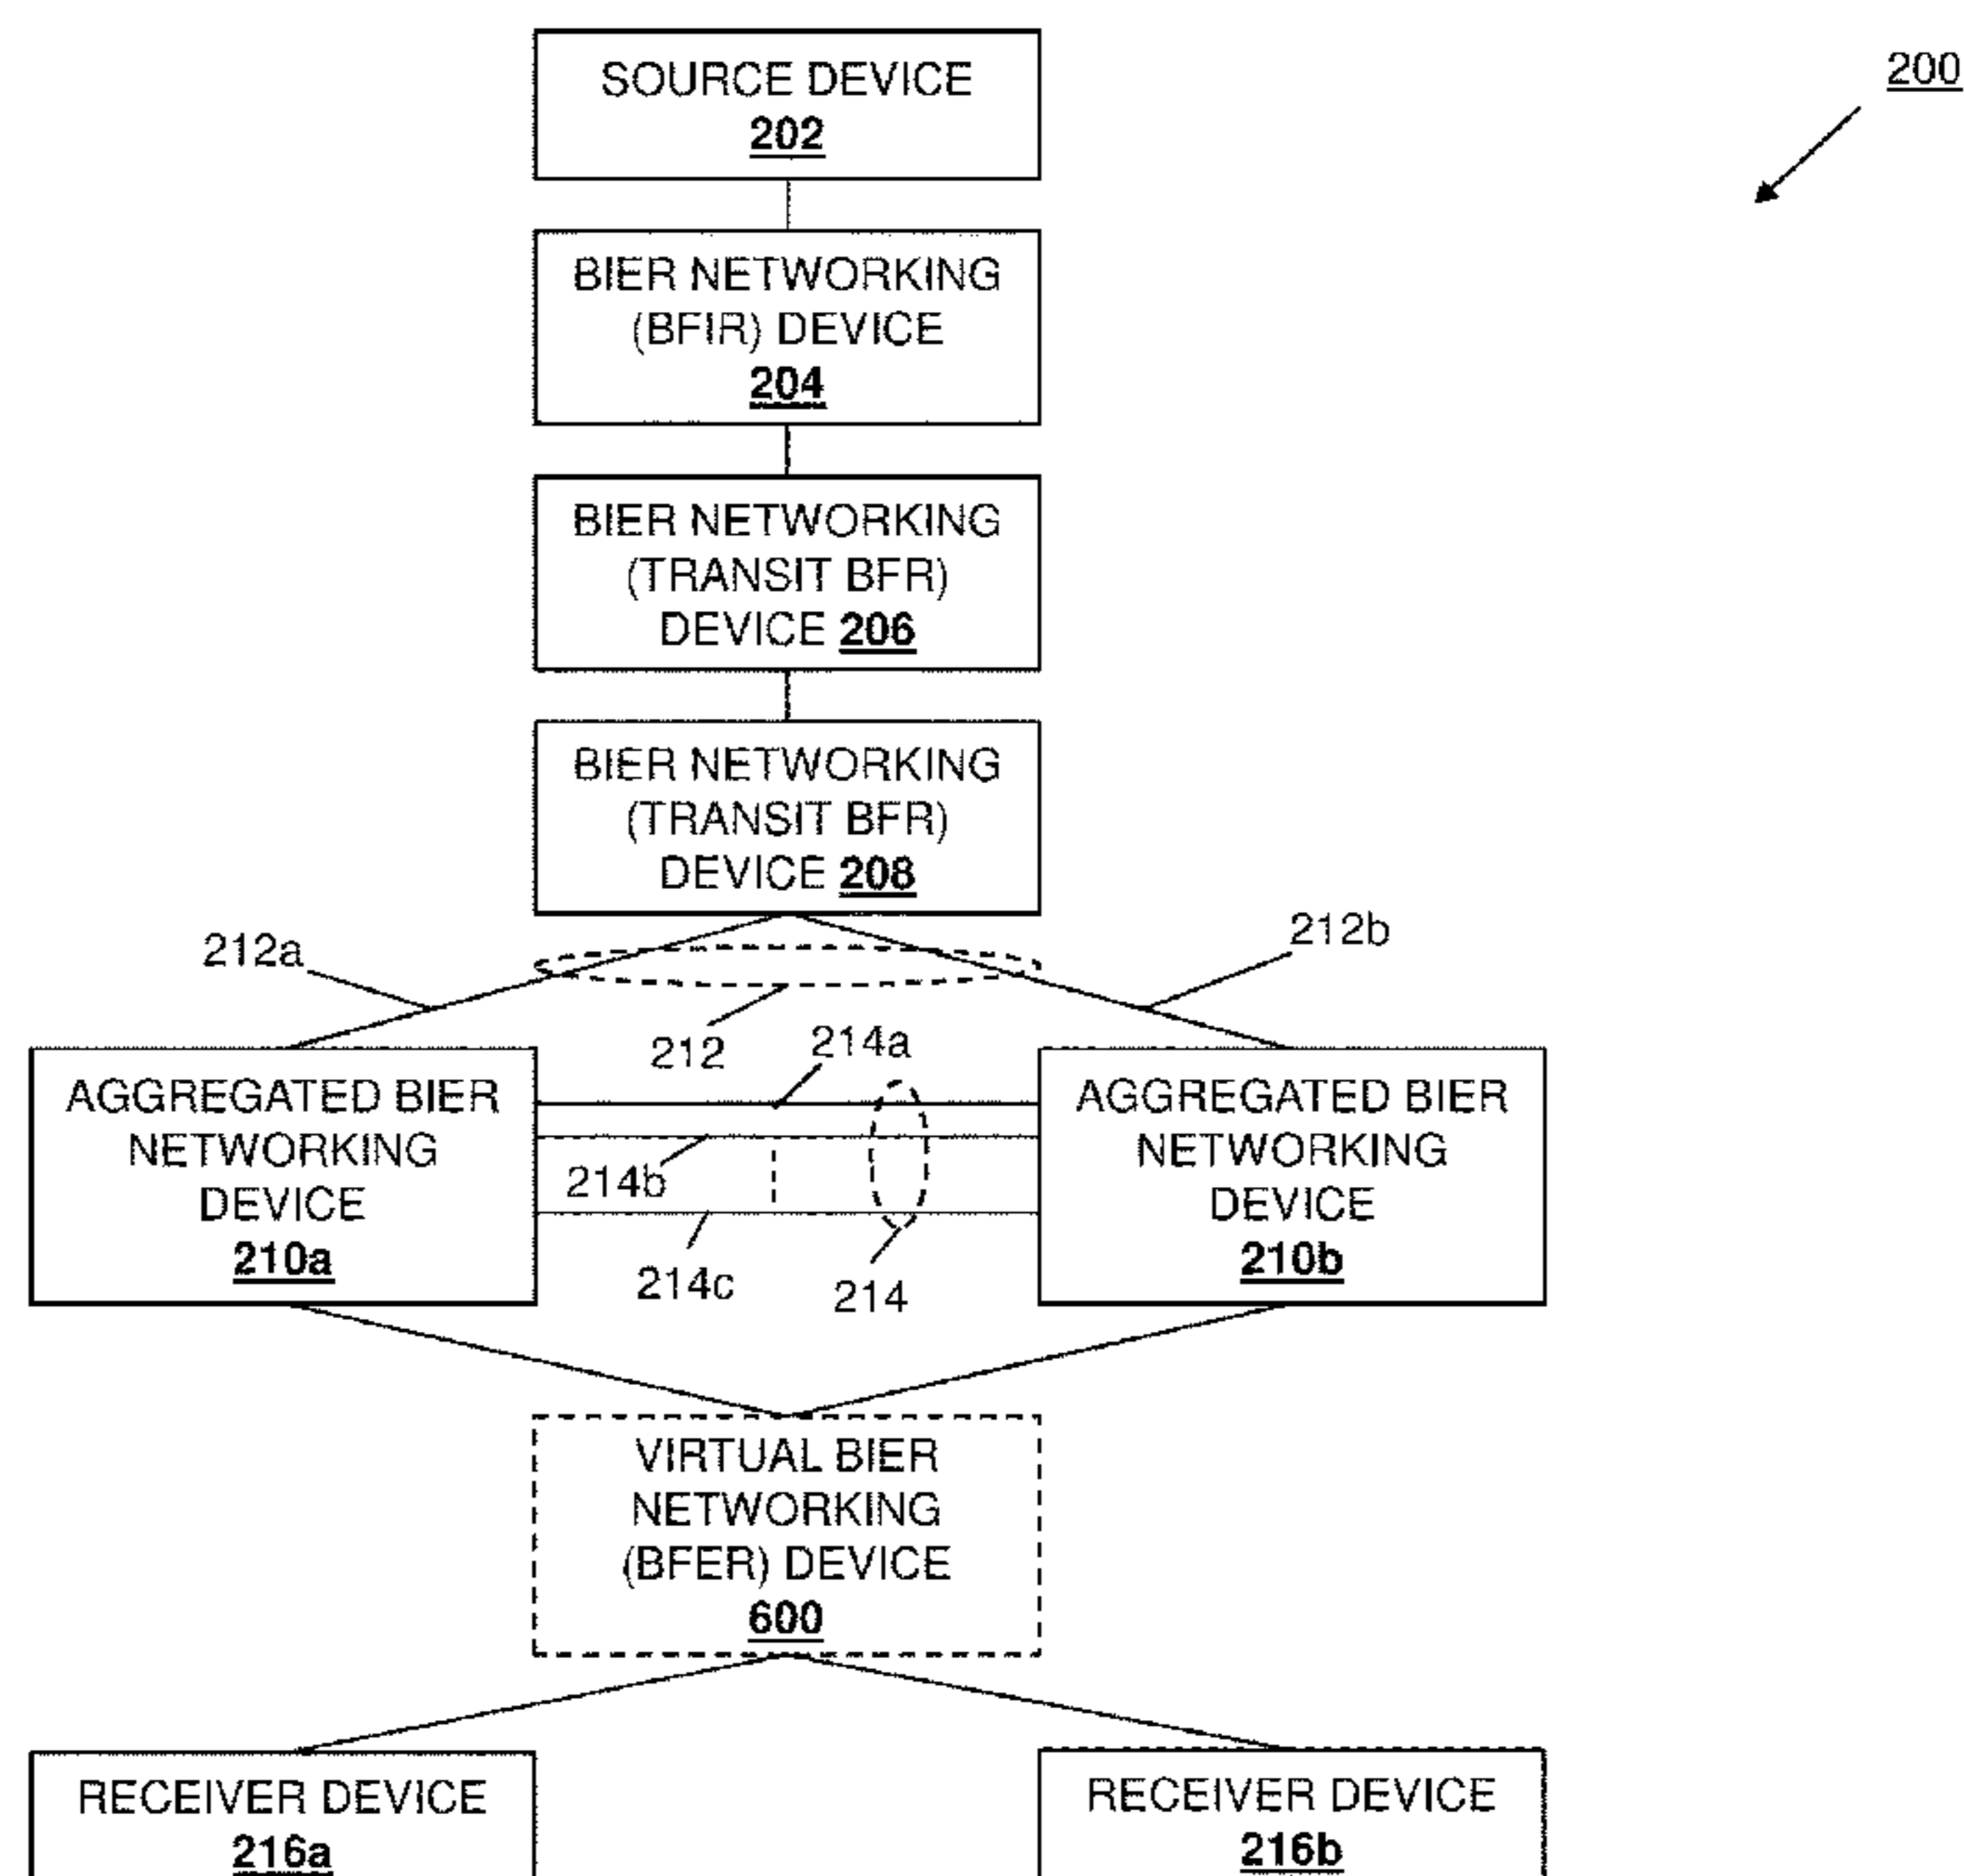 SOURCE DEVICE
202
200
BIER NETWORKING
(BFIR) DEVICE
204
BIER NETWORKING
(TRANSIT BFR)
DEVICE 206
BIER NETWORKING
(TRANSIT BFR)
DEVICE 208
212a
212b
212
214a
AGGREGATED BIER
NETWORKING
DEVICE
210a
214b
214c
214
AGGREGATED BIER
NETWORKING
DEVICE
210b
VIRTUAL BIER
NETWORKING
(BFER) DEVICE
600
RECEIVER DEVICE
216a
RECEIVER DEVICE
216b